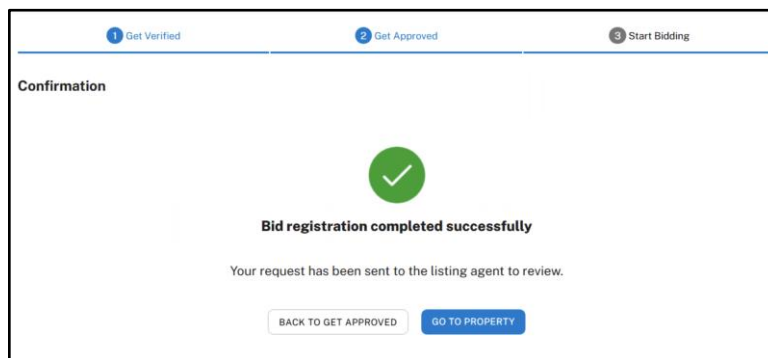 1 Get Verified
2 Get Approved
3 Start Bidding
Confirmation
Bid registration completed successfully
Your request has been sent to the listing agent to review.
BACK TO GET APPROVED
GO TO PROPERTY